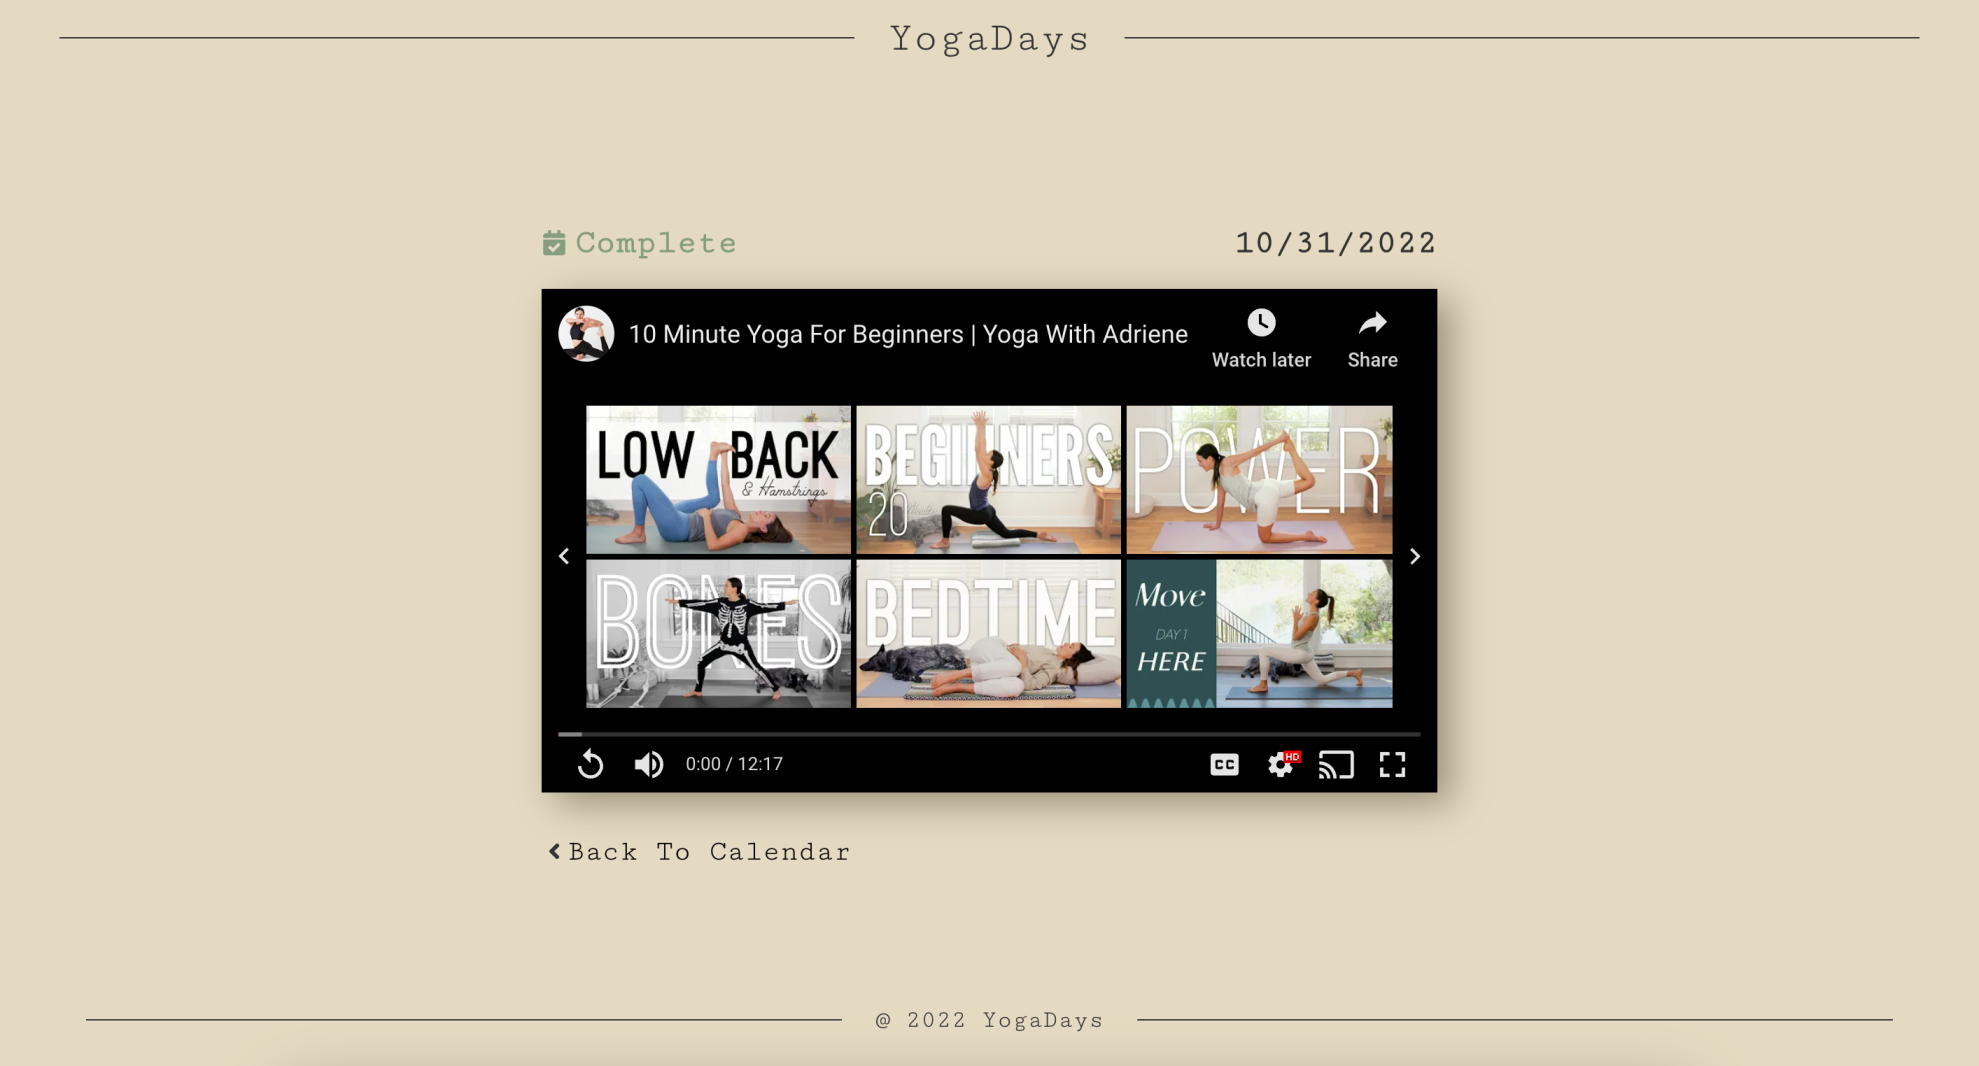 YogaDays
Complete
10/31/2022
10 Minute Yoga For Beginners | Yoga With Adriene
Watch later
Share
LOW BACK
& Hamstrings
BEGINNERS
20
POWER
BONES
BEDTIME
Move
DAY 1
HERE
0:00 / 12:17
CC
HD
Back To Calendar
@ 2022 YogaDays